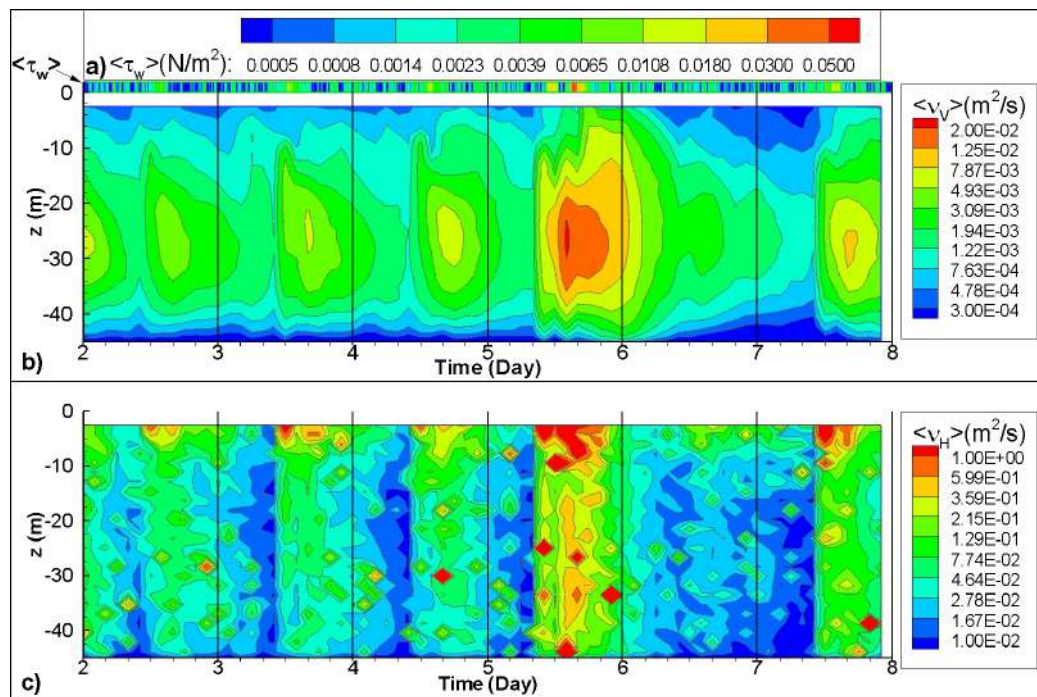 <τw>
a) <τw>(N/m²): 0.0005 0.0008 0.0014 0.0023 0.0039 0.0065 0.0108 0.0180 0.0300 0.0500
0
-10
-20
-30
-40
z (m)
2 3 4 5 6 7 8
Time (Day)
b)
<νV>(m²/s)
2.00E-02
1.25E-02
7.87E-03
4.93E-03
3.09E-03
1.94E-03
1.22E-03
7.63E-04
4.78E-04
3.00E-04
0
-10
-20
-30
-40
z (m)
2 3 4 5 6 7 8
Time (Day)
c)
<νH>(m²/s)
1.00E+00
5.99E-01
3.59E-01
2.15E-01
1.29E-01
7.74E-02
4.64E-02
2.78E-02
1.67E-02
1.00E-02